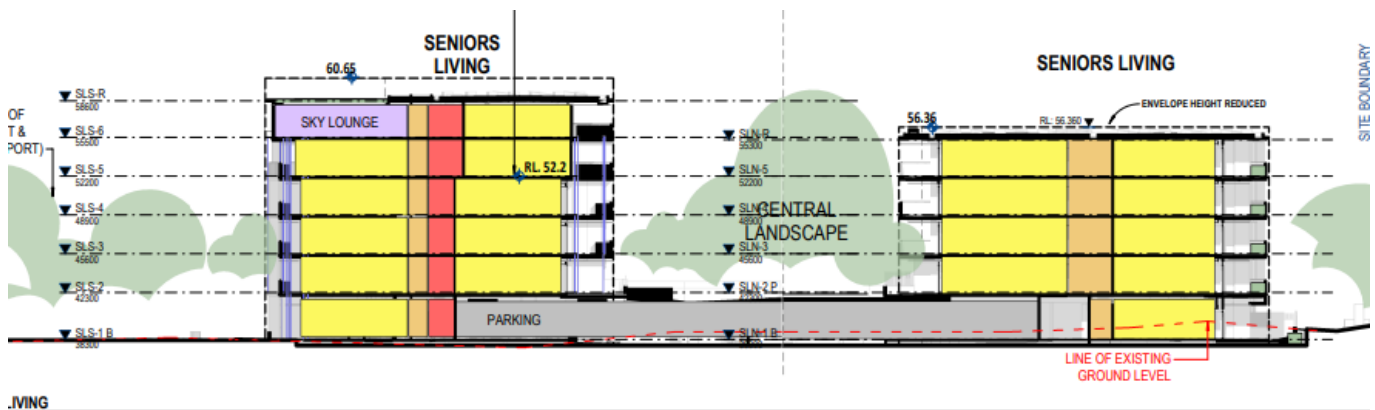 SENIORS
LIVING
60.65
SENIORS LIVING
SITE BOUNDARY
ENVELOPE HEIGHT REDUCED
56.36
RL: 56.360
OF
T &
PORT)
SLS-R
58600
SKY LOUNGE
SLS-6
55500
SLS-5
52200
RL. 52.2
SLS-4
48900
SLS-3
45600
SLS-2
42300
SLS-1 B
38300
SLN-R
55300
SLN-5
52200
48900
CENTRAL
LANDSCAPE
SLN-3
45600
SLN-2 P
SLN-1 B
PARKING
LINE OF EXISTING
GROUND LEVEL
LIVING